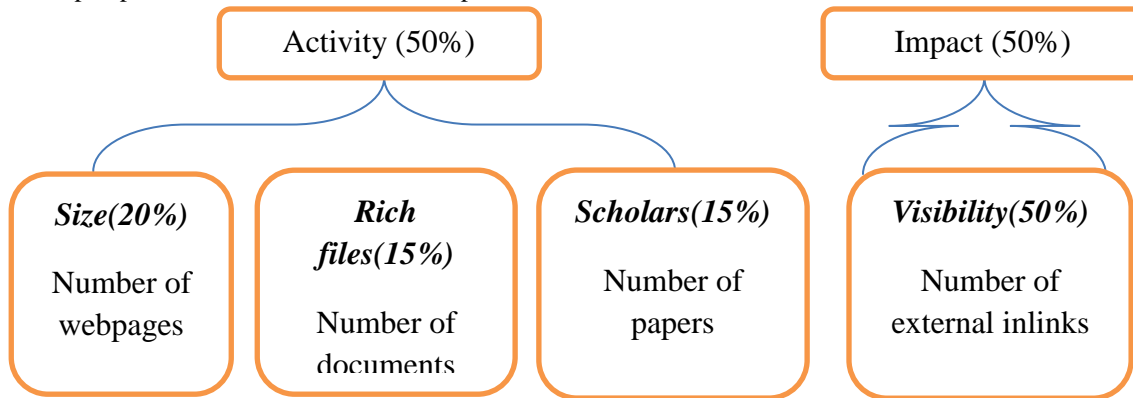 Activity (50%)
Impact (50%)
Size(20%)
Number of
webpages
Rich
files(15%)
Number of
documents
Scholars(15%)
Number of
papers
Visibility(50%)
Number of
external inlinks